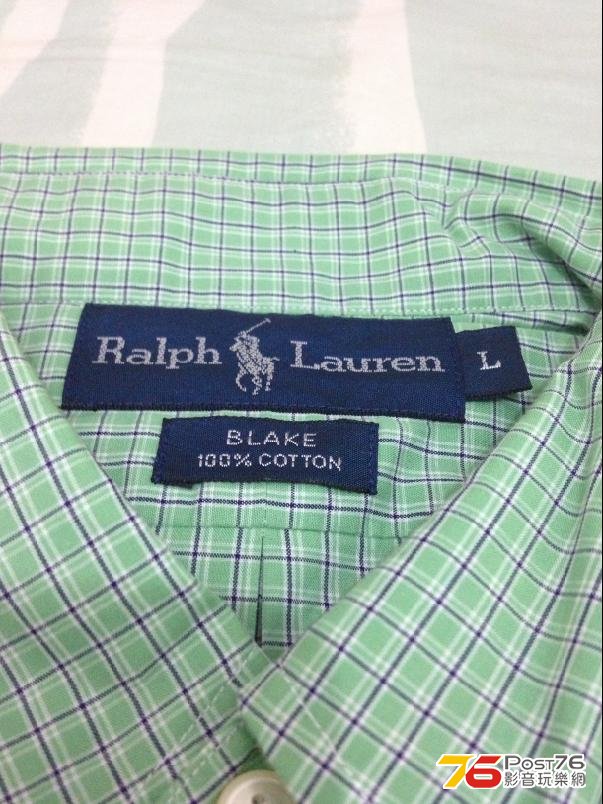 Ralph Lauren
L
BLAKE
100% COTTON
76 Post76
影音玩樂網